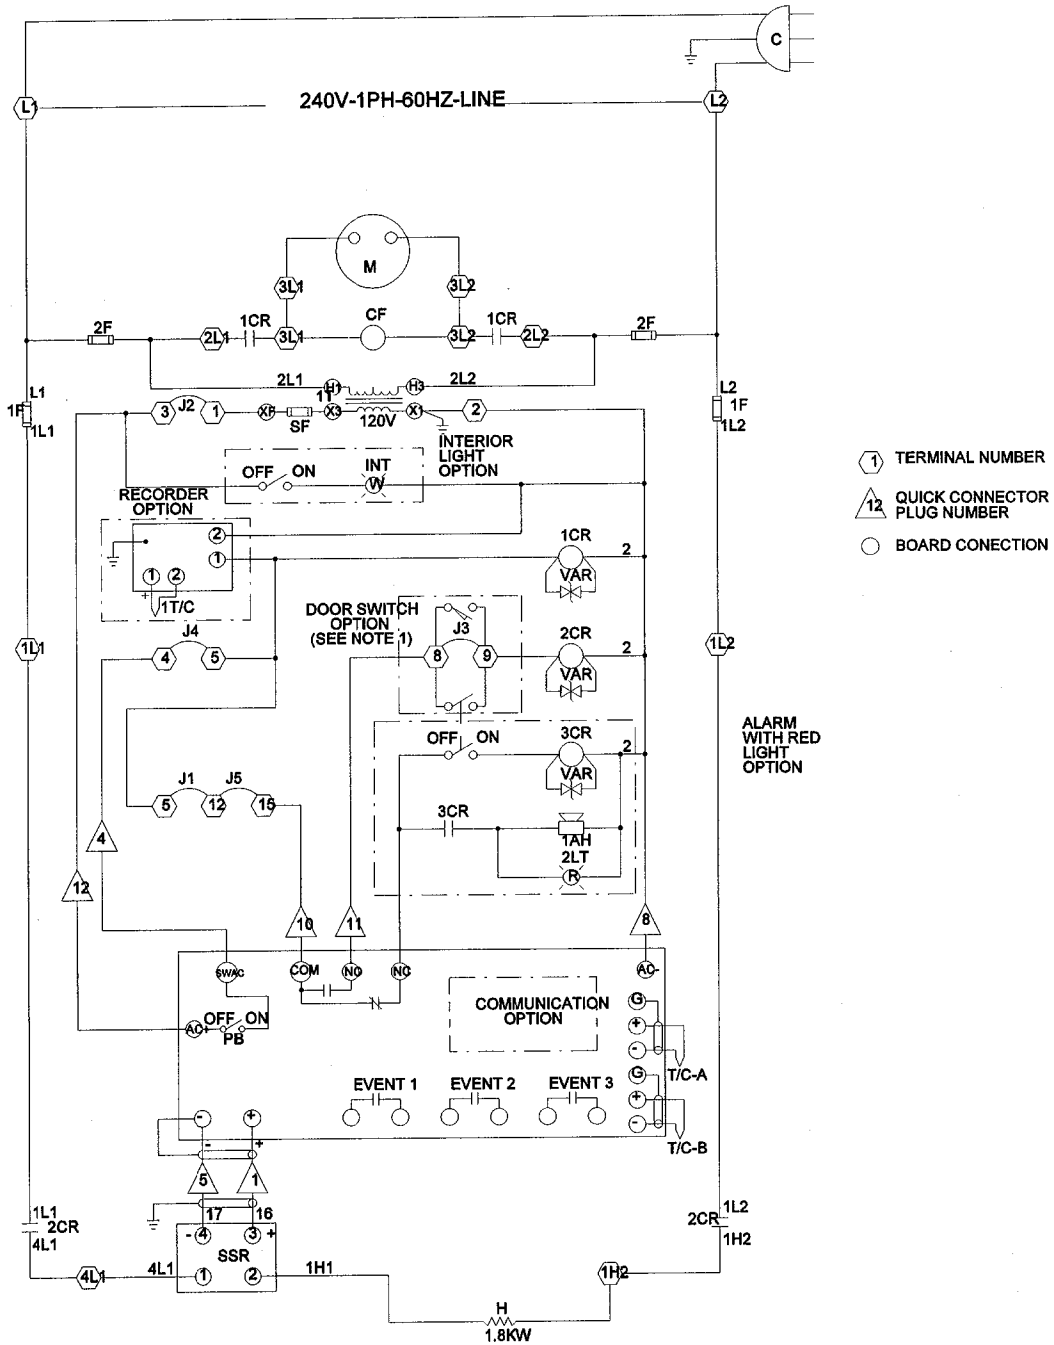 C
L1
240V-1PH-60HZ-LINE
L2
M
3L1
3L2
CF
2F
2L1
1CR
3L1
3L2
1CR
2L2
2F
2L1
H1
H3
2L2
1T
L1
1F
1L1
3
J2
1
XF
SF
X3
120V
X1
2
L2
1F
1L2
INTERIOR
LIGHT
OPTION
OFF
ON
INT
W
1
TERMINAL NUMBER
12
QUICK CONNECTOR
PLUG NUMBER
BOARD CONECTION
RECORDER
OPTION
2
1
1
2
+
1T/C
1CR
2
VAR
DOOR SWITCH
OPTION
(SEE NOTE 1)
J3
8
9
2CR
2
VAR
1L1
J4
4
5
1L2
OFF
ON
3CR
2
VAR
ALARM
WITH RED
LIGHT
OPTION
J1
J5
5
12
15
3CR
1AH
2LT
R
4
12
10
11
8
SWAC
COM
NO
NC
AC-
COMMUNICATION
OPTION
G
+
-
T/C-A
AC+
OFF
ON
PB
EVENT 1
EVENT 2
EVENT 3
G
+
-
T/C-B
-
+
-
+
5
1
17
16
1L1
2CR
4L1
-
4
3
+
SSR
1
2
4L1
4L1
1H1
1L2
2CR
1H2
1H2
H
1.8KW